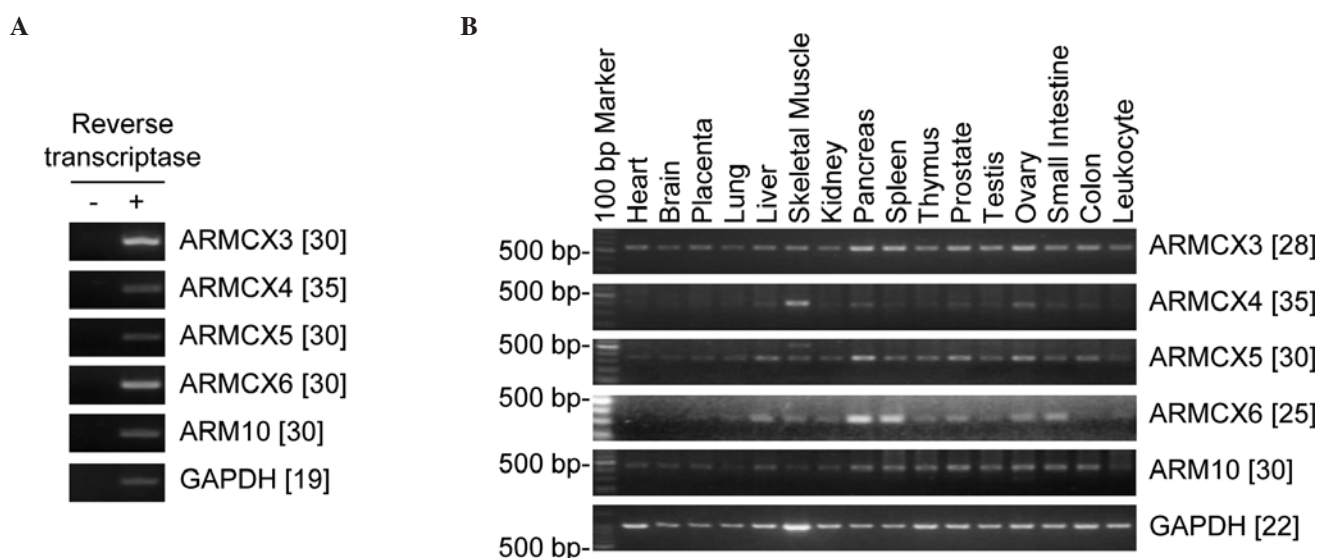 A
Reverse
transcriptase
- +
ARMCX3 [30]
ARMCX4 [35]
ARMCX5 [30]
ARMCX6 [30]
ARM10 [30]
GAPDH [19]
B
100 bp Marker
Heart
Brain
Placenta
Lung
Liver
Skeletal Muscle
Kidney
Pancreas
Spleen
Thymus
Prostate
Testis
Ovary
Small Intestine
Colon
Leukocyte
500 bp- ARMCX3 [28]
500 bp- ARMCX4 [35]
500 bp- ARMCX5 [30]
500 bp- ARMCX6 [25]
500 bp- ARM10 [30]
500 bp- GAPDH [22]